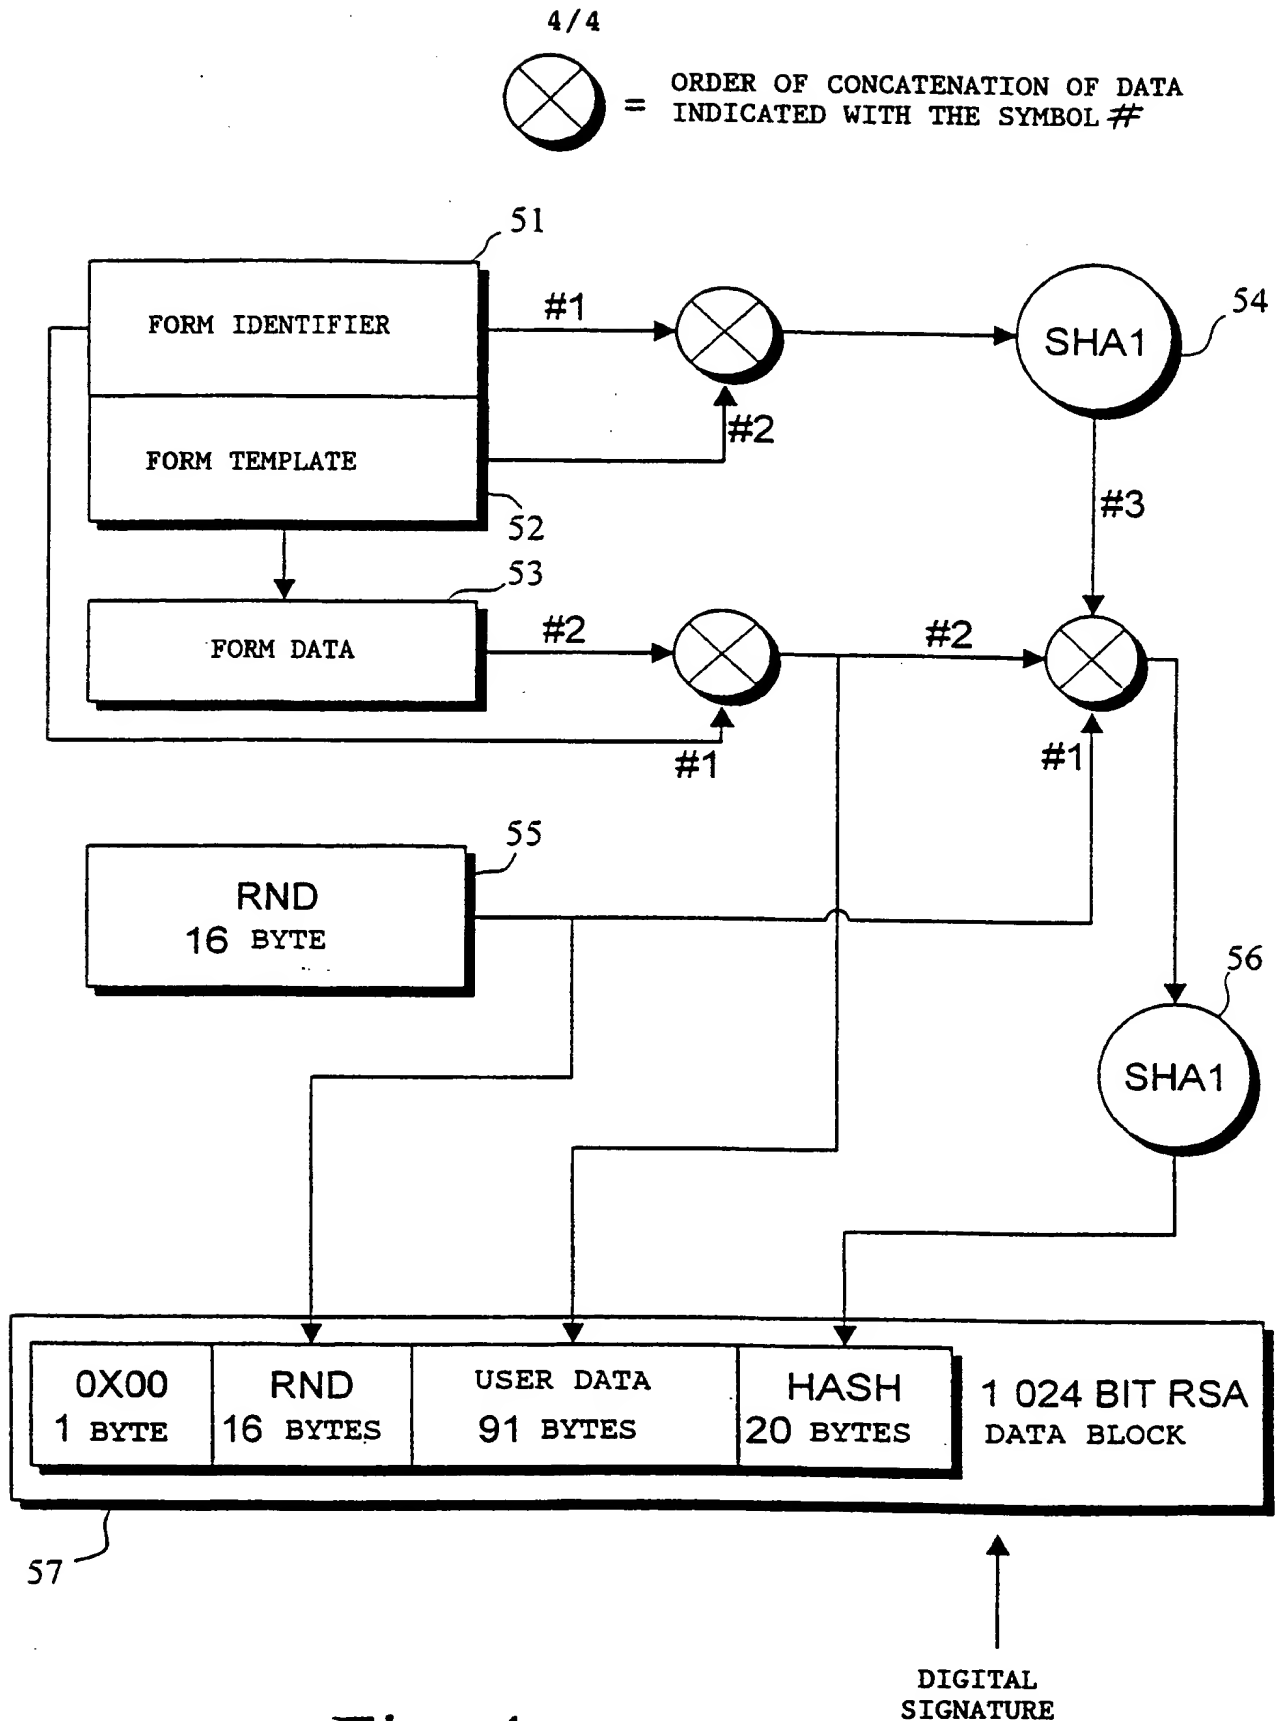 4/4
= ORDER OF CONCATENATION OF DATA
INDICATED WITH THE SYMBOL #
51
FORM IDENTIFIER
#1
SHA1
54
FORM TEMPLATE
#2
52
#3
53
FORM DATA
#2
#2
#1
#1
55
RND
16 BYTE
56
SHA1
0X00
1 BYTE
RND
16 BYTES
USER DATA
91 BYTES
HASH
20 BYTES
1 024 BIT RSA
DATA BLOCK
57
DIGITAL
SIGNATURE